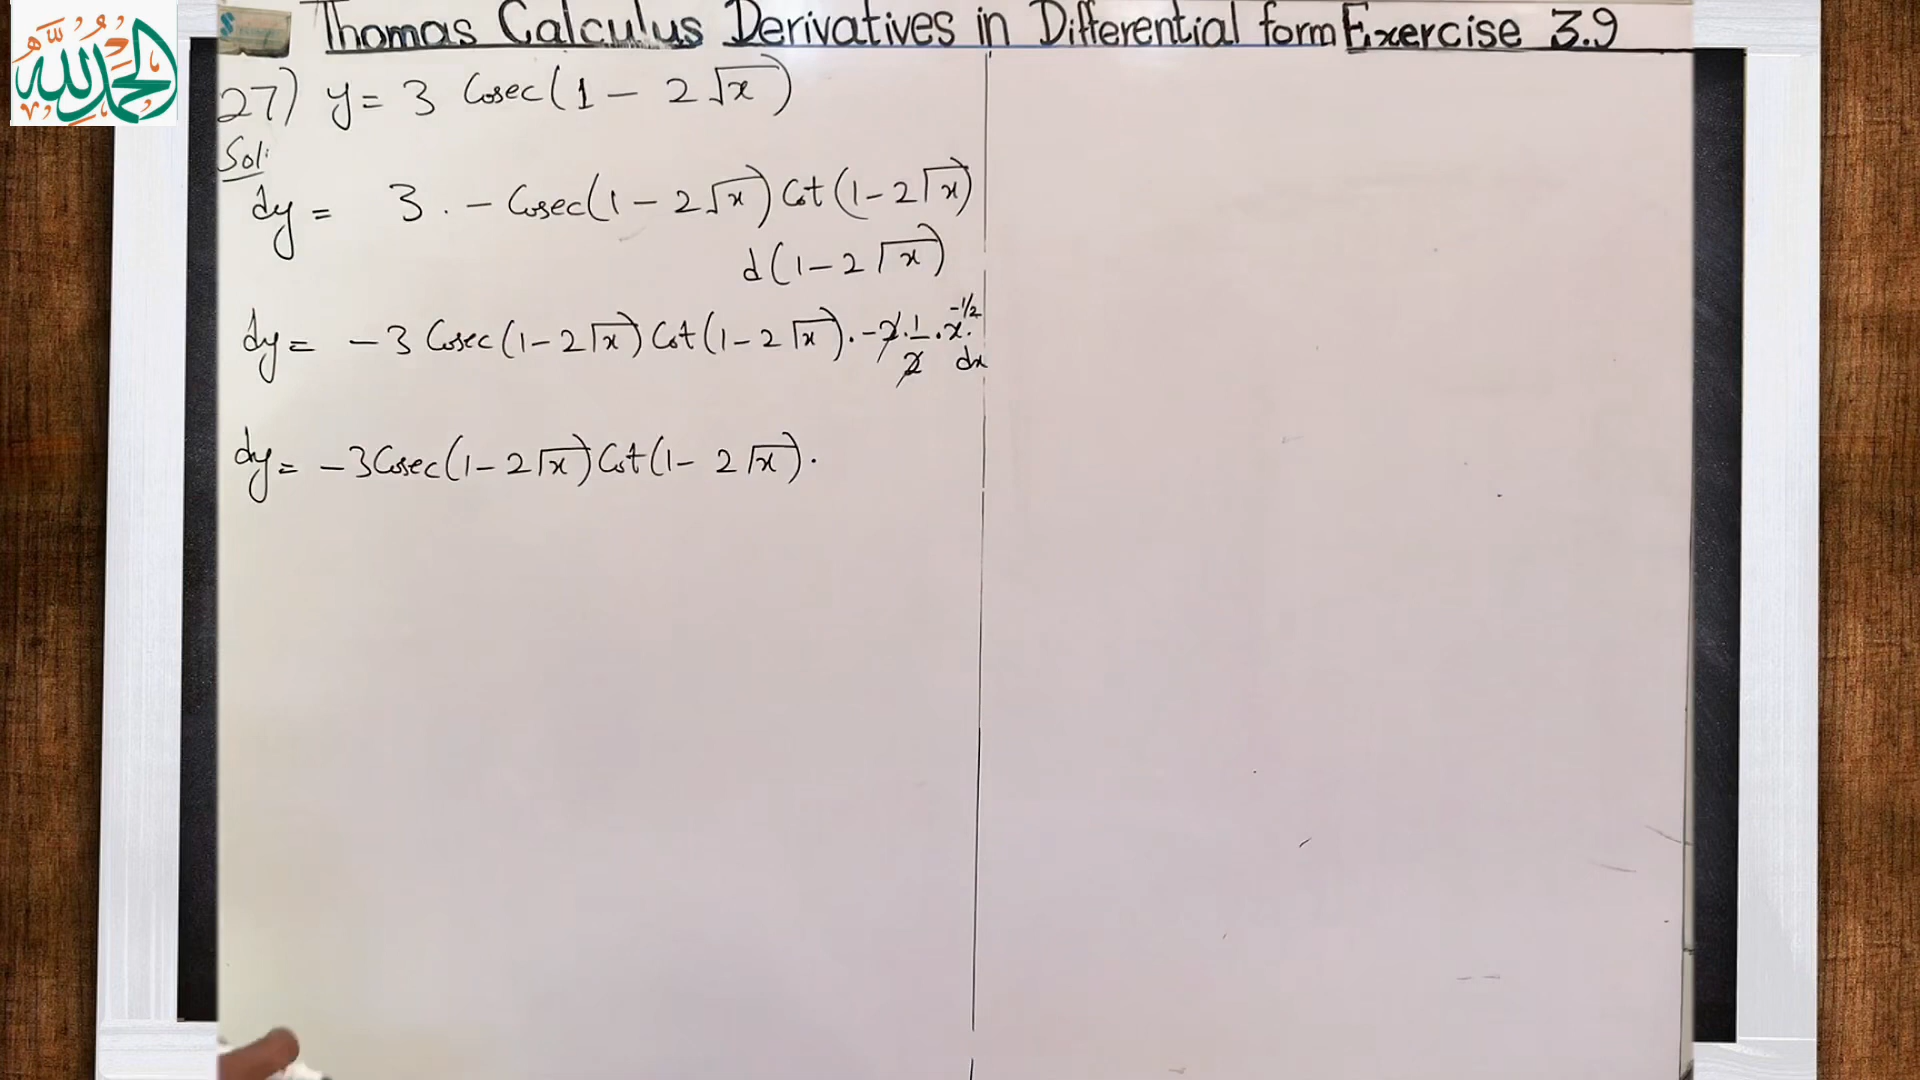 الحمد لله
Thomas Calculus Derivatives in Differential form Exercise 3.9
27) y = 3 Cosec(1 - 2√x)
Sol:
dy = 3 . - Cosec(1 - 2√x) Cot (1 - 2√x)
d(1 - 2√x)
dy = -3 Cosec(1 - 2√x) Cot(1 - 2√x) . -2 . 1/2 . x^-1/2 .
dx
dy = -3 Cosec(1 - 2√x) Cot(1 - 2√x) .